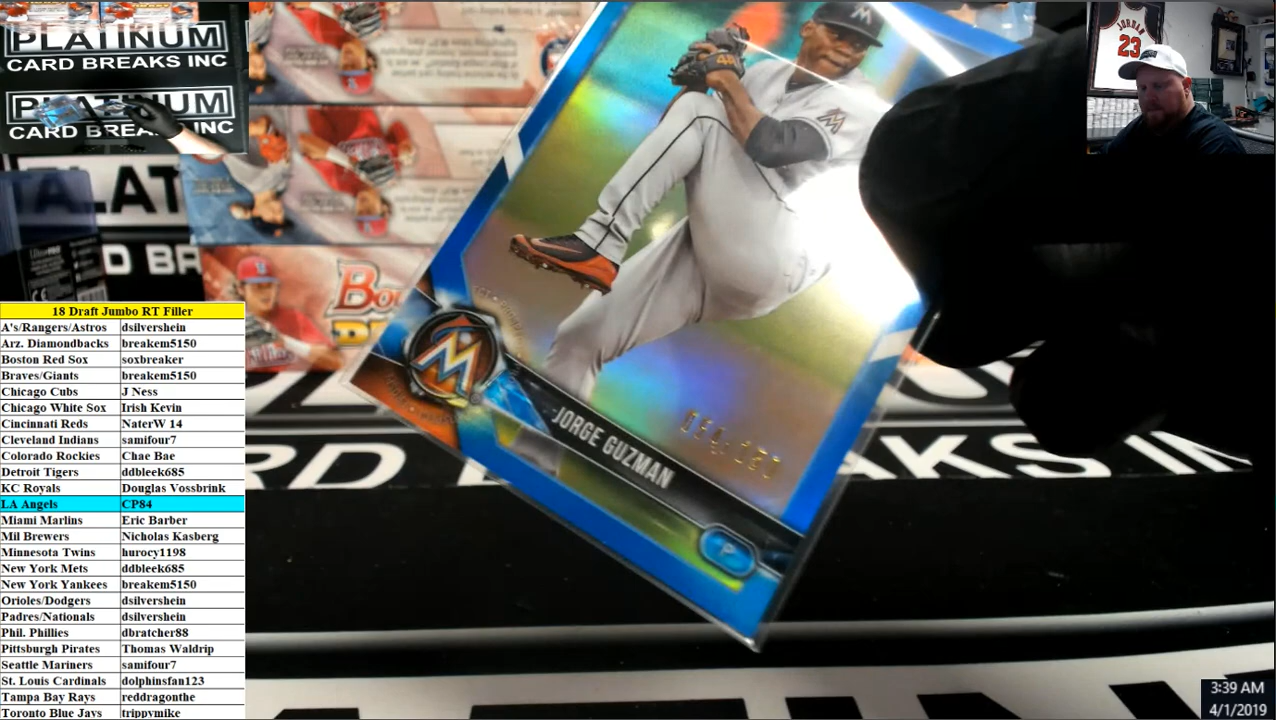 PLATINUM
CARD BREAKS INC
PLATINUM
CARD BREAKS INC
JORDAN
23
M
JORGE GUZMAN
P
18 Draft Jumbo RT Filler
A's/Rangers/Astros dsilvershein
Arz. Diamondbacks breakem5150
Boston Red Sox soxbreaker
Braves/Giants breakem5150
Chicago Cubs J Ness
Chicago White Sox Irish Kevin
Cincinnati Reds NaterW 14
Cleveland Indians samifour7
Colorado Rockies Chae Bae
Detroit Tigers ddbleek685
KC Royals Douglas Vossbrink
LA Angels CP84
Miami Marlins Eric Barber
Mil Brewers Nicholas Kasberg
Minnesota Twins hurocy1198
New York Mets ddbleek685
New York Yankees breakem5150
Orioles/Dodgers dsilvershein
Padres/Nationals dsilvershein
Phil. Phillies dbratcher88
Pittsburgh Pirates Thomas Waldrip
Seattle Mariners samifour7
St. Louis Cardinals dolphinsfan123
Tampa Bay Rays reddragonthe
Toronto Blue Jays trippymike
3:39 AM
4/1/2019